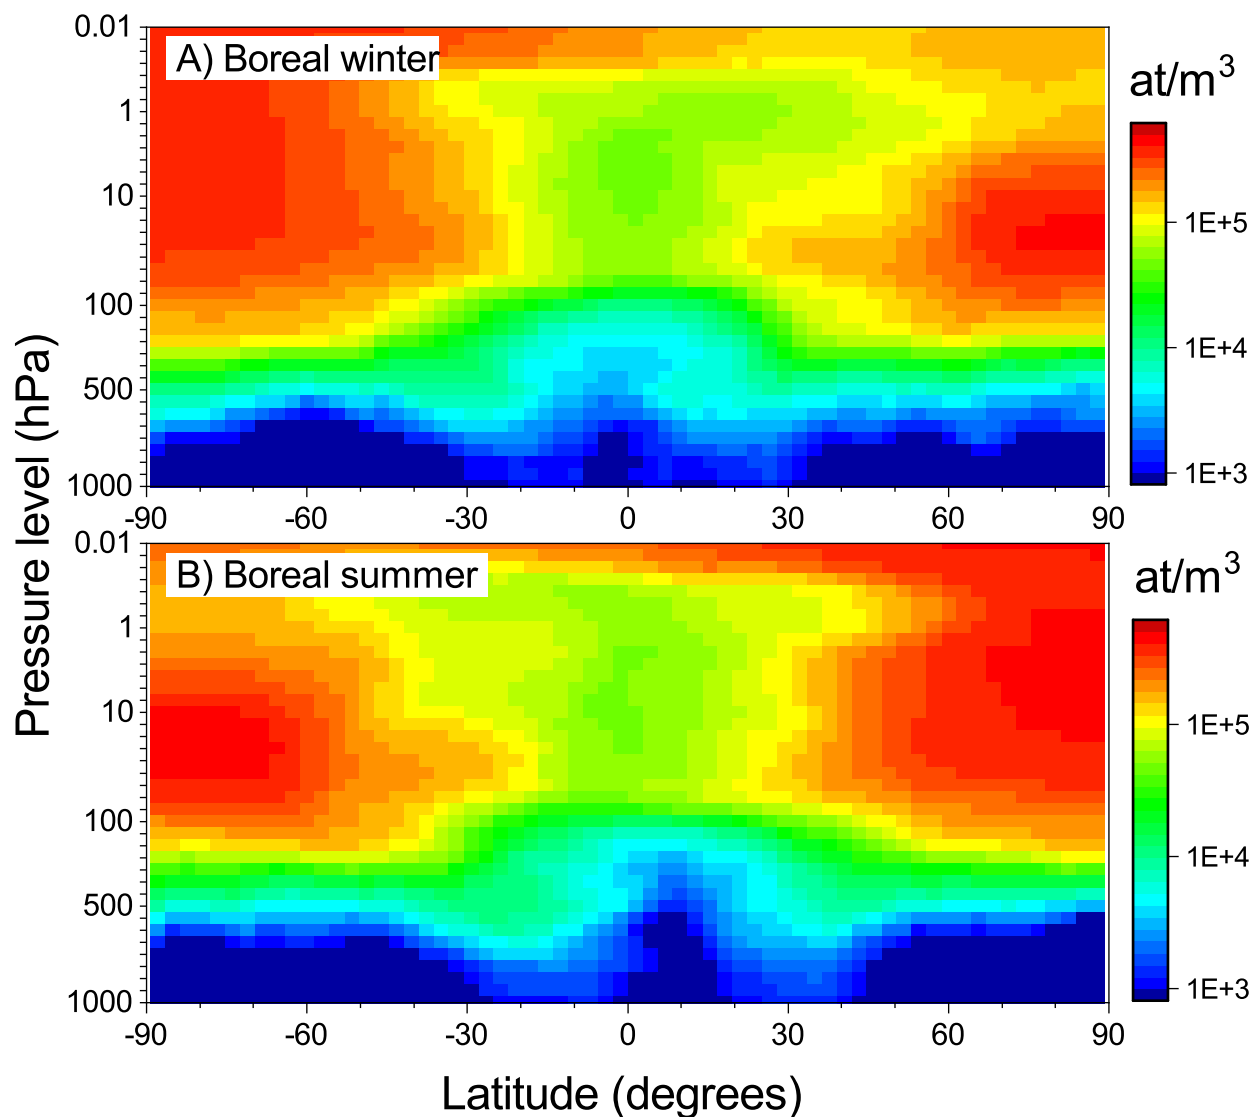 0.01
A) Boreal winter
at/m³
1
10
1E+5
100
1E+4
500
1E+3
1000
-90 -60 -30 0 30 60 90
Pressure level (hPa)
0.01
B) Boreal summer
at/m³
1
10
1E+5
100
1E+4
500
1E+3
1000
-90 -60 -30 0 30 60 90
Latitude (degrees)